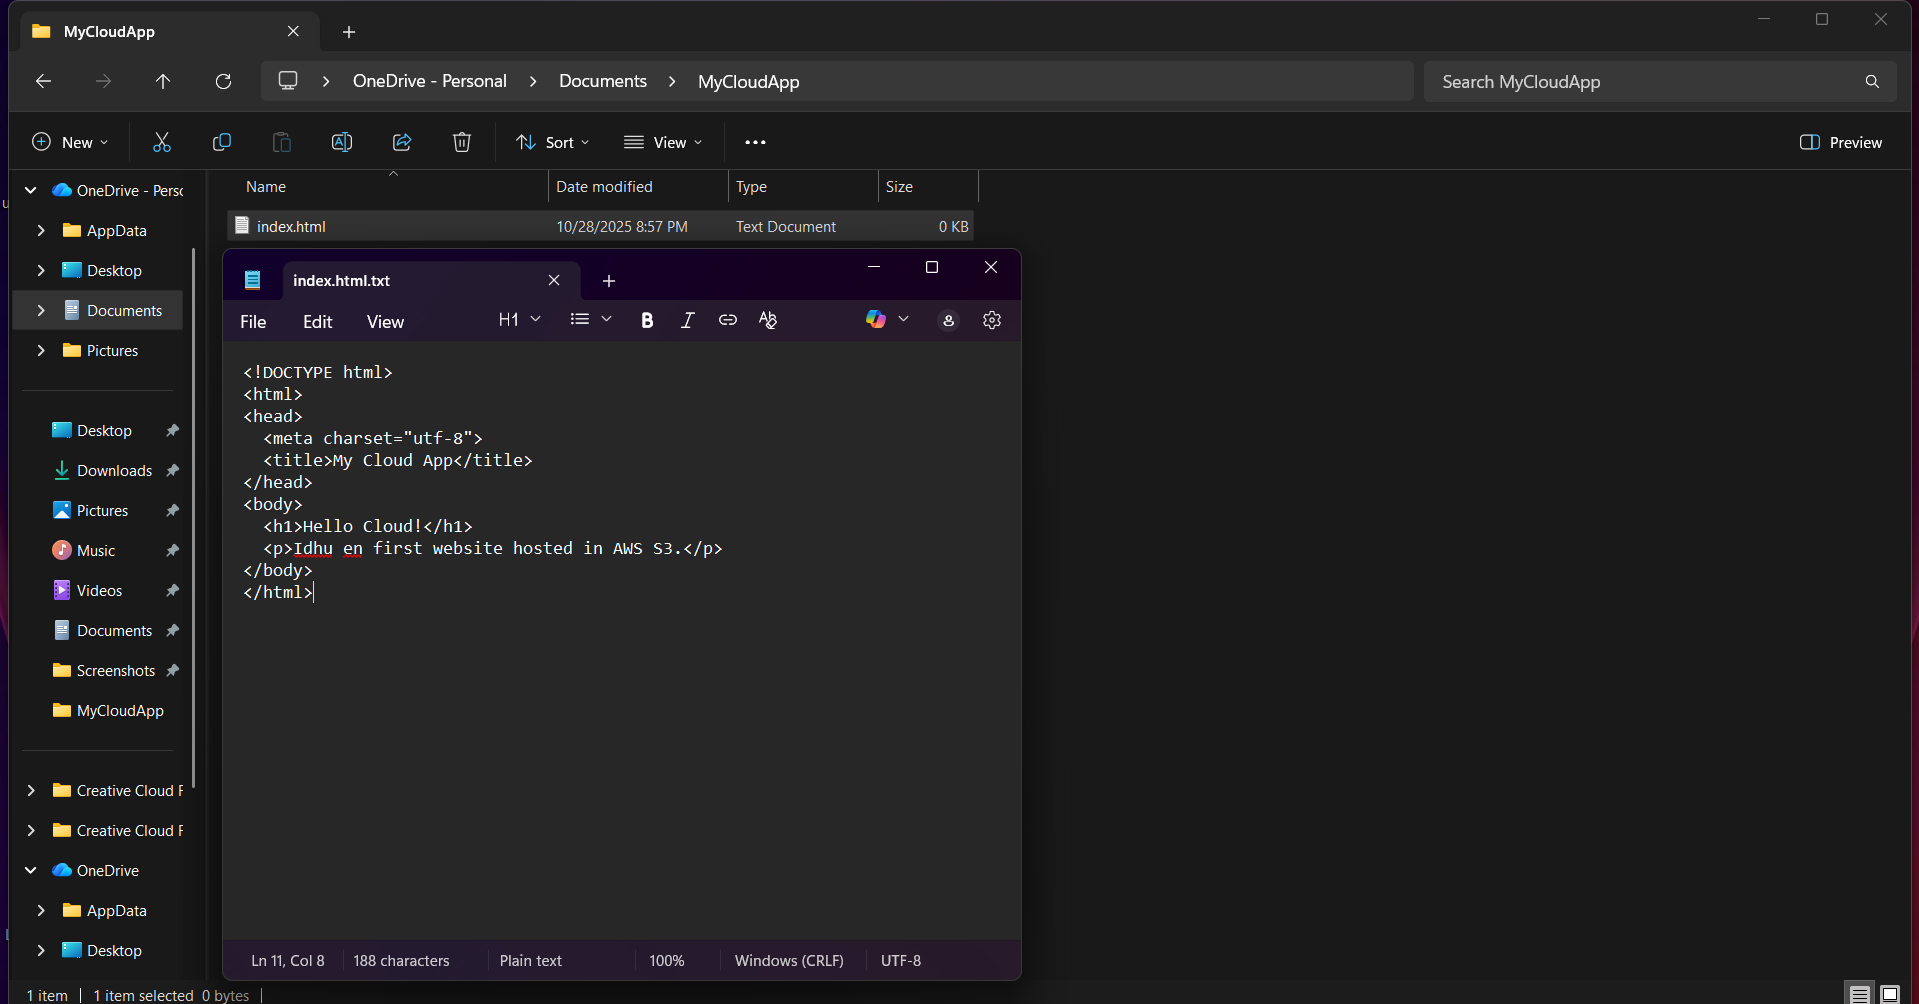 MyCloudApp
OneDrive - Personal > Documents > MyCloudApp
Search MyCloudApp
New
Sort
View
Preview
Name Date modified Type Size
index.html 10/28/2025 8:57 PM Text Document 0 KB
OneDrive - Perso
AppData
Desktop
Documents
Pictures
Desktop
Downloads
Pictures
Music
Videos
Documents
Screenshots
MyCloudApp
Creative Cloud F
Creative Cloud F
OneDrive
AppData
Desktop
index.html.txt
File Edit View H1
<!DOCTYPE html>
<html>
<head>
  <meta charset="utf-8">
  <title>My Cloud App</title>
</head>
<body>
  <h1>Hello Cloud!</h1>
  <p>Idhu en first website hosted in AWS S3.</p>
</body>
</html>
Ln 11, Col 8 188 characters Plain text 100% Windows (CRLF) UTF-8
1 item 1 item selected 0 bytes